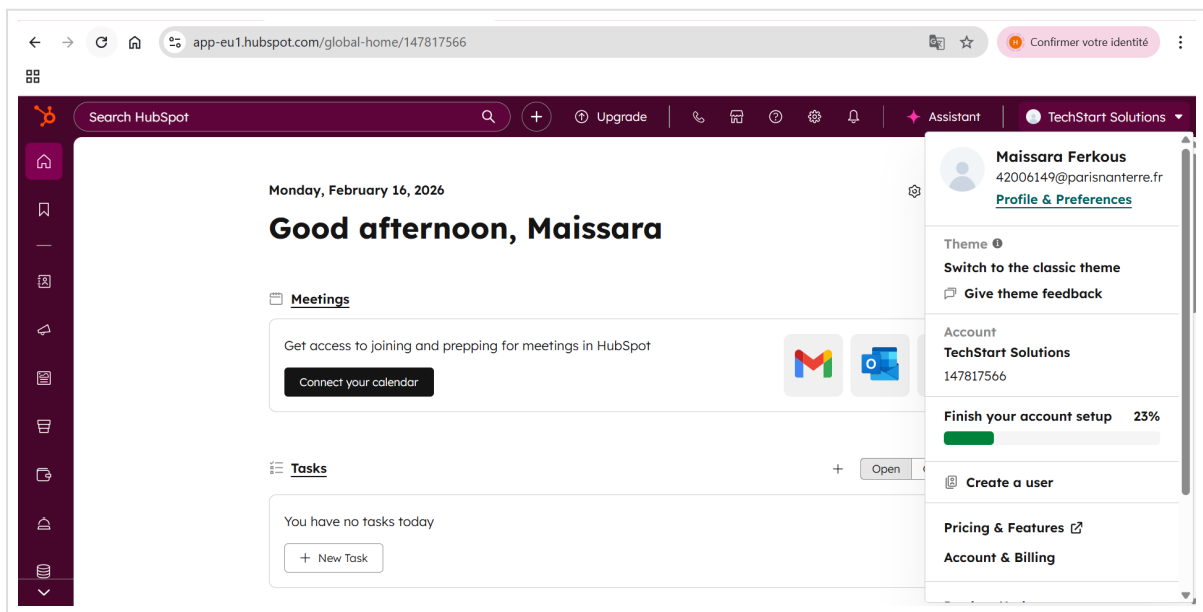 app-eu1.hubspot.com/global-home/147817566
Confirmer votre identité
Search HubSpot
Upgrade
Assistant
TechStart Solutions
Monday, February 16, 2026
Good afternoon, Maissara
Meetings
Get access to joining and prepping for meetings in HubSpot
Connect your calendar
Tasks
Open
You have no tasks today
+ New Task
Maissara Ferkous
42006149@parisnanterre.fr
Profile & Preferences
Theme
Switch to the classic theme
Give theme feedback
Account
TechStart Solutions
147817566
Finish your account setup 23%
Create a user
Pricing & Features
Account & Billing